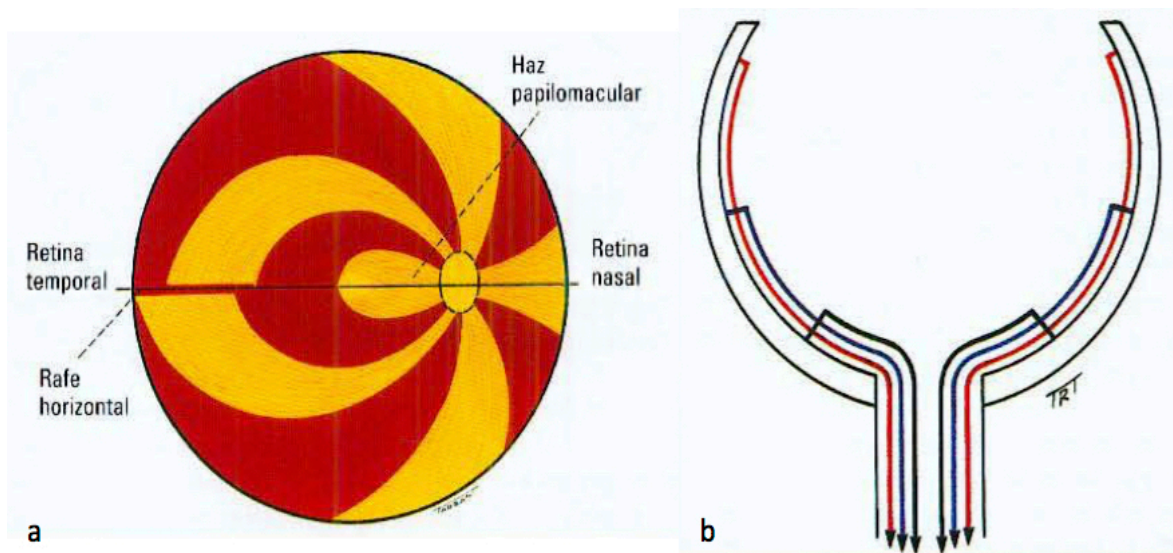 Haz
papilomacular
Retina
temporal
Retina
nasal
Rafe
horizontal
a
TRT
b